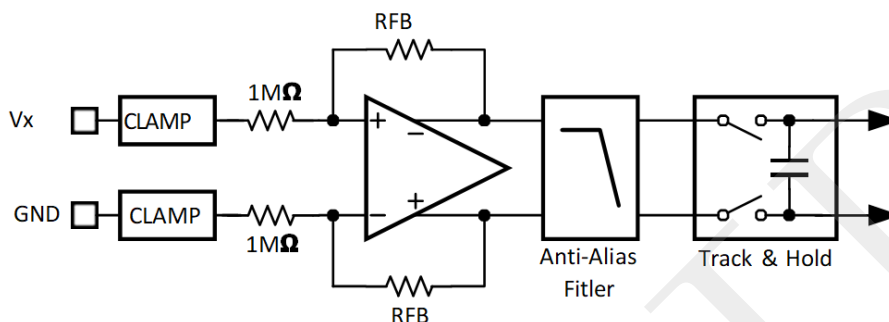 RFB
1MΩ
Vx
CLAMP
+
−
GND
CLAMP
+
−
1MΩ
RFB
Anti-Alias
Fitler
Track & Hold